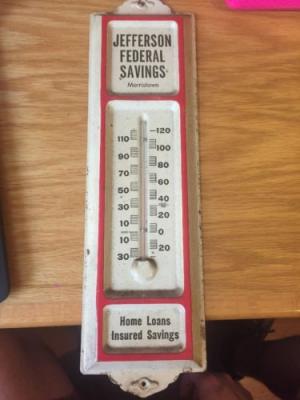 JEFFERSON
FEDERAL
SAVINGS
Morristown
120
110
100
90
80
70
60
50
40
30
20
10
0
10
20
30
Home Loans
Insured Savings